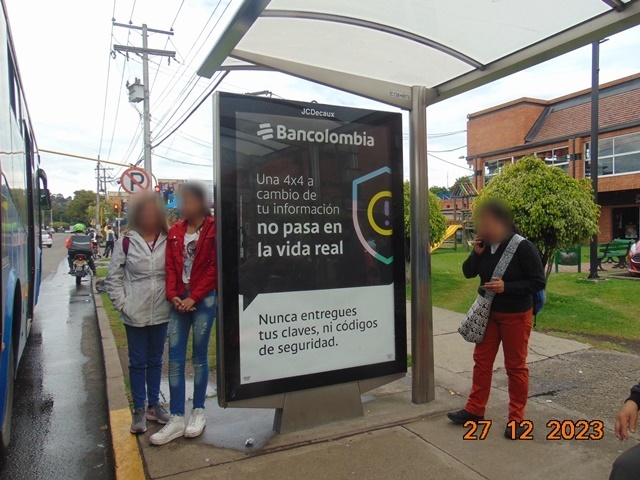 JCDecaux
Bancolombia
Una 4x4 a
cambio de
tu información
no pasa en
la vida real
Nunca entregues
tus claves, ni códigos
de seguridad.
P
27 12 2023